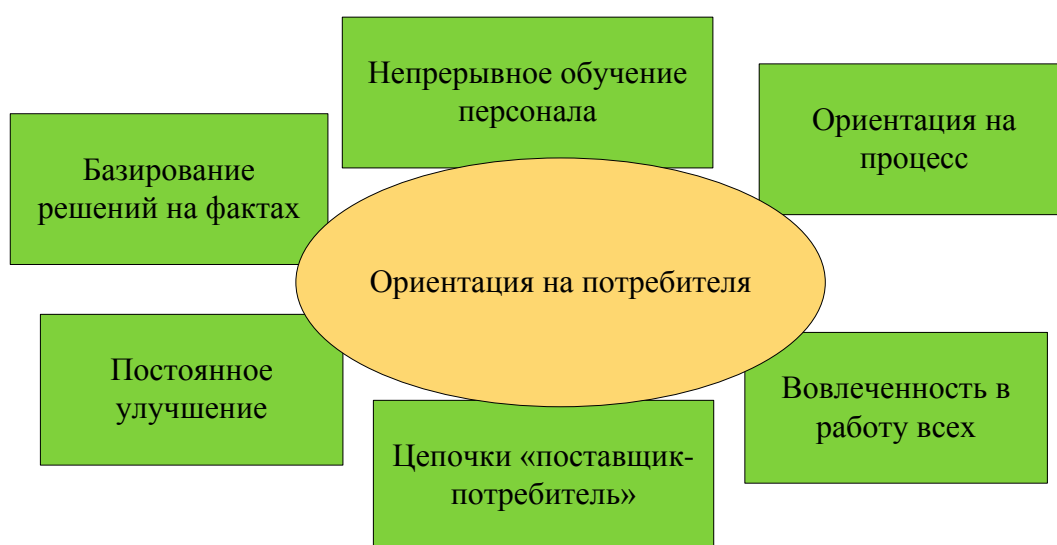 Непрерывное обучение
персонала
Ориентация на
процесс
Базирование
решений на фактах
Ориентация на потребителя
Постоянное
улучшение
Вовлеченность в
работу всех
Цепочки «поставщик-
потребитель»